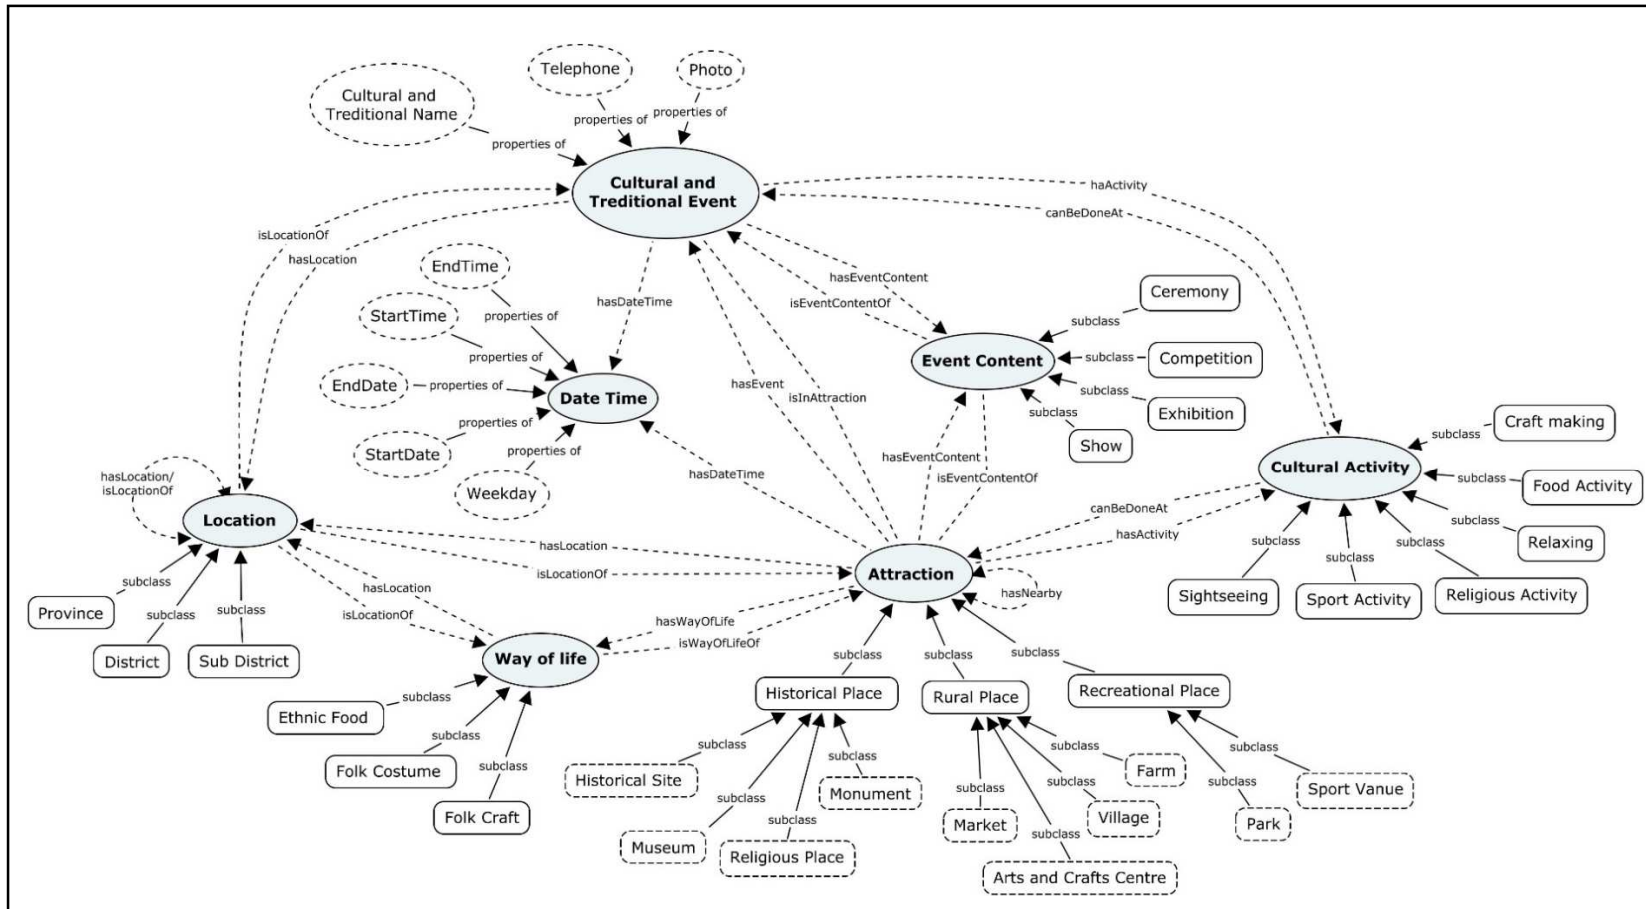 Telephone
Photo
Cultural and
Treditional Name
properties of
properties of
properties of
Cultural and
Treditional Event
haActivity
canBeDoneAt
isLocationOf
hasLocation
EndTime
hasDateTime
hasEventContent
isEventContentOf
Ceremony
subclass
StartTime
properties of
properties of
Event Content
subclass
Competition
EndDate
properties of
Date Time
hasEvent
isInAttraction
subclass
Exhibition
subclass
Show
StartDate
properties of
properties of
Weekday
hasDateTime
hasEventContent
isEventContentOf
Craft making
subclass
Cultural Activity
subclass
Food Activity
subclass
Relaxing
hasLocation/
isLocationOf
Location
hasLocation
isLocationOf
canBeDoneAt
hasActivity
Attraction
hasNearby
subclass
Sightseeing
subclass
Sport Activity
subclass
Religious Activity
subclass
Province
subclass
District
subclass
Sub District
hasLocation
isLocationOf
hasWayOfLife
isWayOfLifeOf
Way of life
subclass
Ethnic Food
subclass
Folk Costume
subclass
Folk Craft
subclass
Historical Place
subclass
Rural Place
subclass
Recreational Place
subclass
Historical Site
subclass
Museum
subclass
Religious Place
subclass
Monument
subclass
Market
subclass
Arts and Crafts Centre
subclass
Village
subclass
Farm
subclass
Park
subclass
Sport Vanue